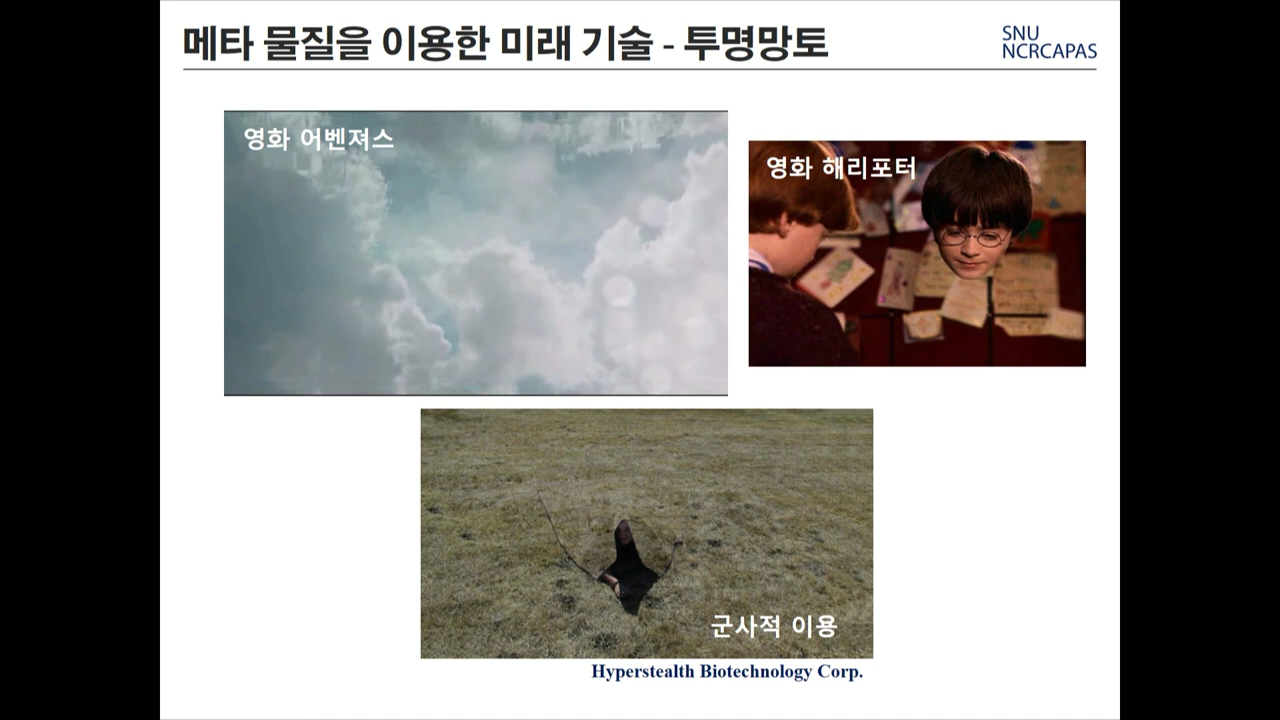 메타 물질을 이용한 미래 기술 - 투명망토
SNU
NCRCAPAS
영화 어벤져스
영화 해리포터
군사적 이용
Hyperstealth Biotechnology Corp.